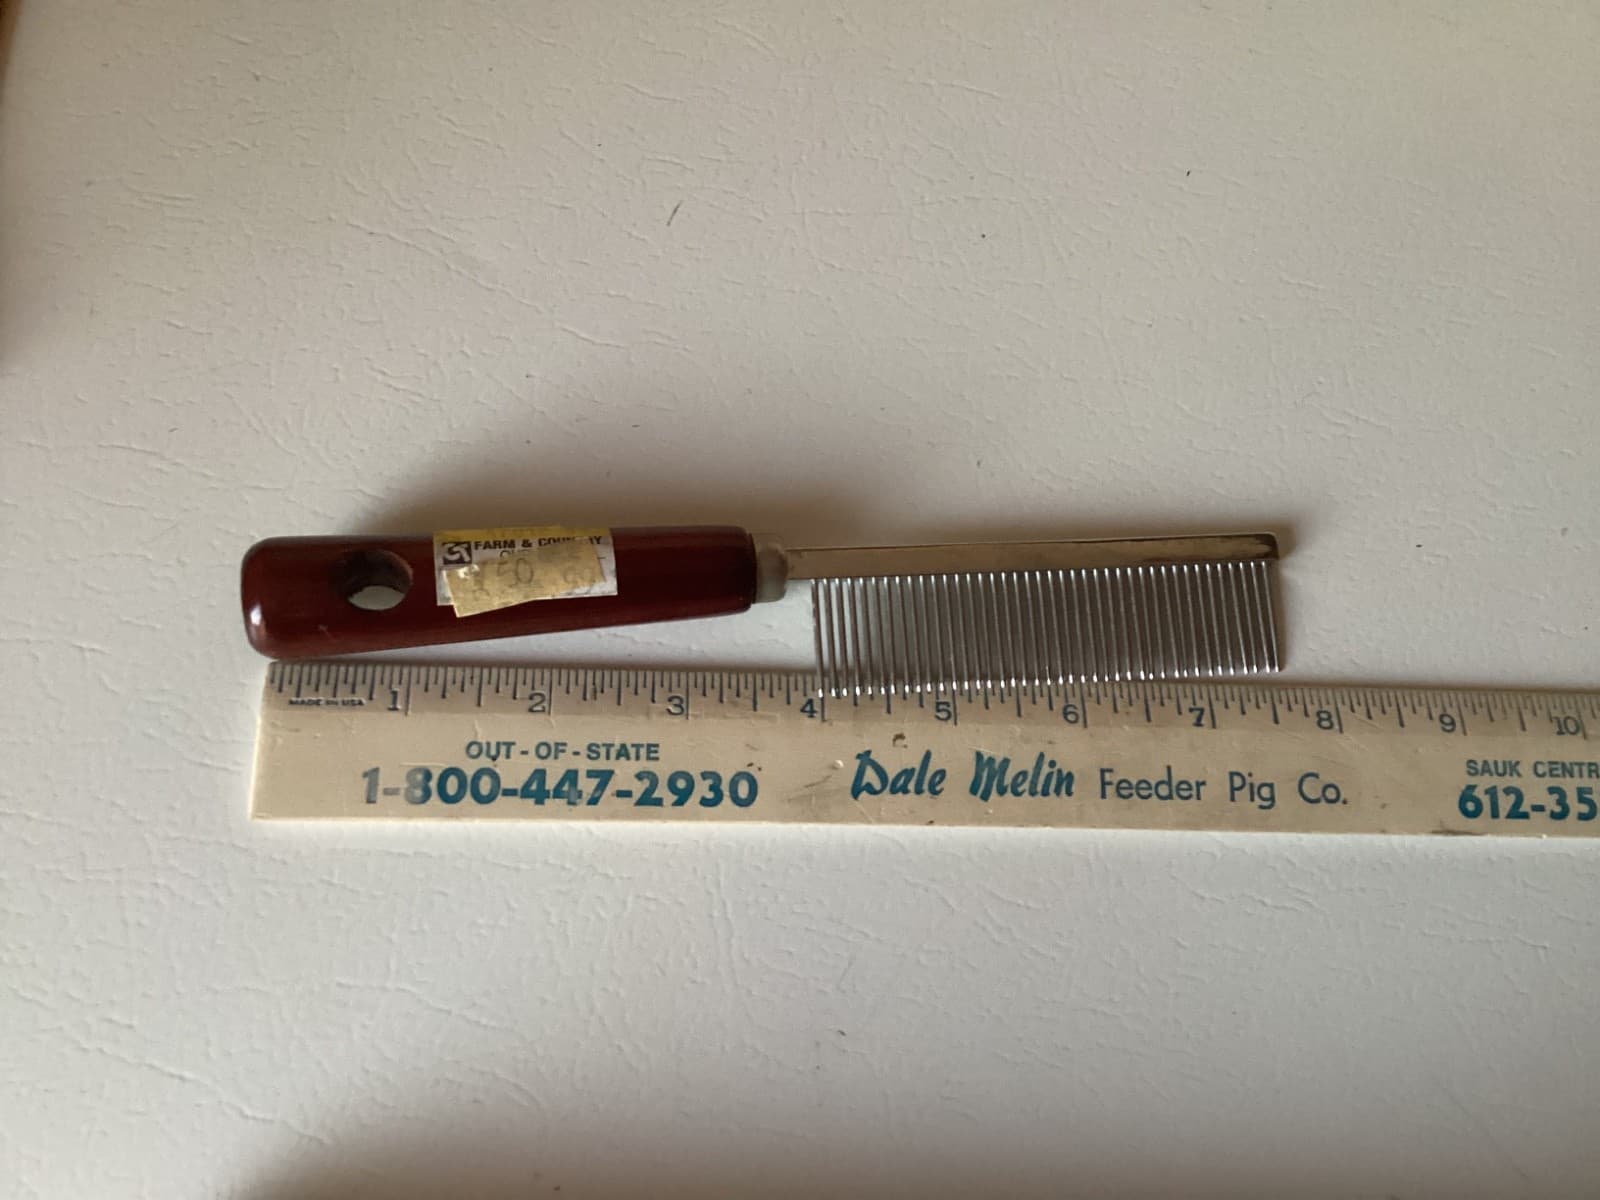 FARM & COUNTRY
50
MADE IN USA
1 2 3 4 5 6 7 8 9 10
OUT-OF-STATE
1-800-447-2930
Dale Melin Feeder Pig Co.
SAUK CENTR
612-35